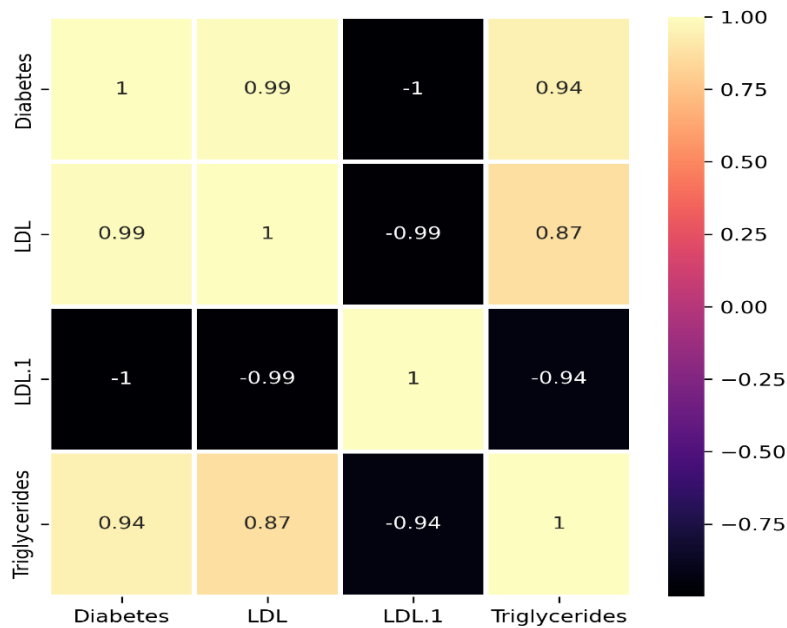 1.00
Diabetes 1 0.99 -1 0.94
0.75
0.50
LDL 0.99 1 -0.99 0.87
0.25
0.00
LDL.1 -1 -0.99 1 -0.94
−0.25
−0.50
Triglycerides 0.94 0.87 -0.94 1
−0.75
Diabetes LDL LDL.1 Triglycerides